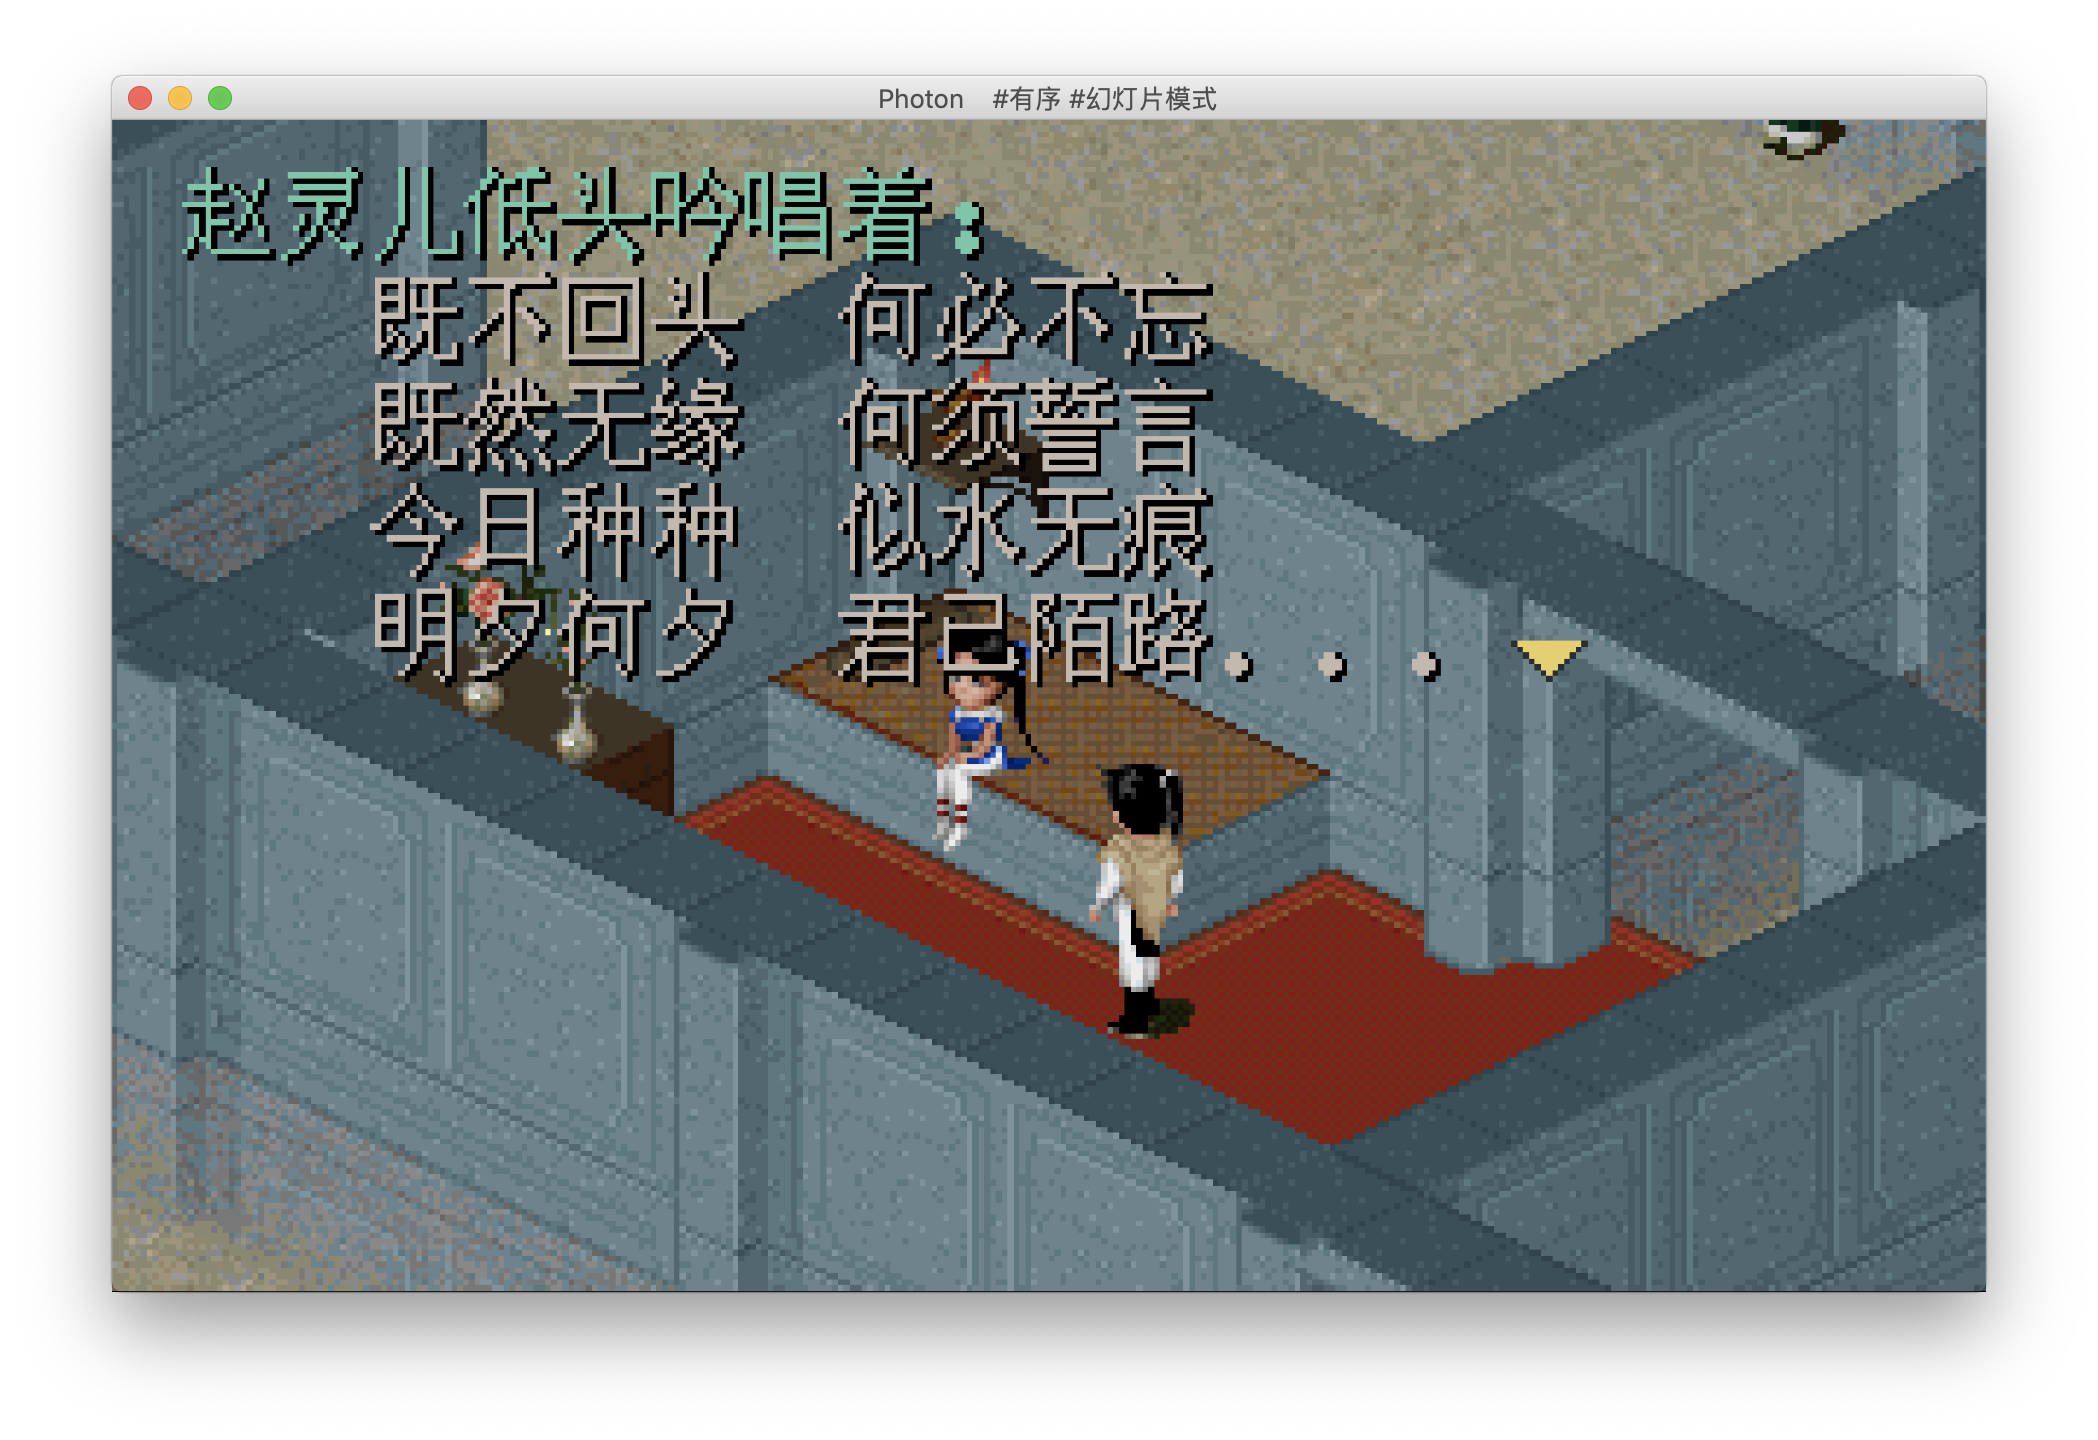 Photon #有序 #幻灯片模式
赵灵儿低头吟唱着：
既不回头 何必不忘
既然无缘 何须誓言
今日种种 似水无痕
明夕何夕 君已陌路...